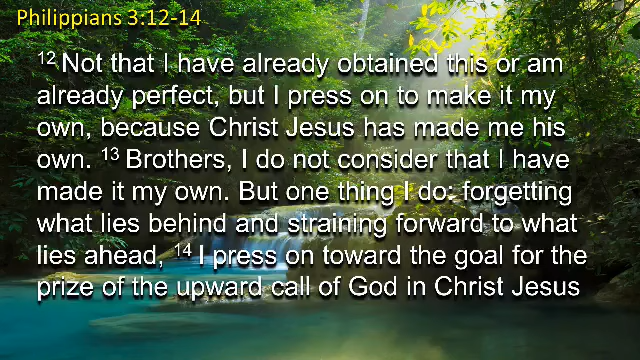 Philippians 3:12-14
12 Not that I have already obtained this or am
already perfect, but I press on to make it my
own, because Christ Jesus has made me his
own. 13 Brothers, I do not consider that I have
made it my own. But one thing I do: forgetting
what lies behind and straining forward to what
lies ahead, 14 I press on toward the goal for the
prize of the upward call of God in Christ Jesus